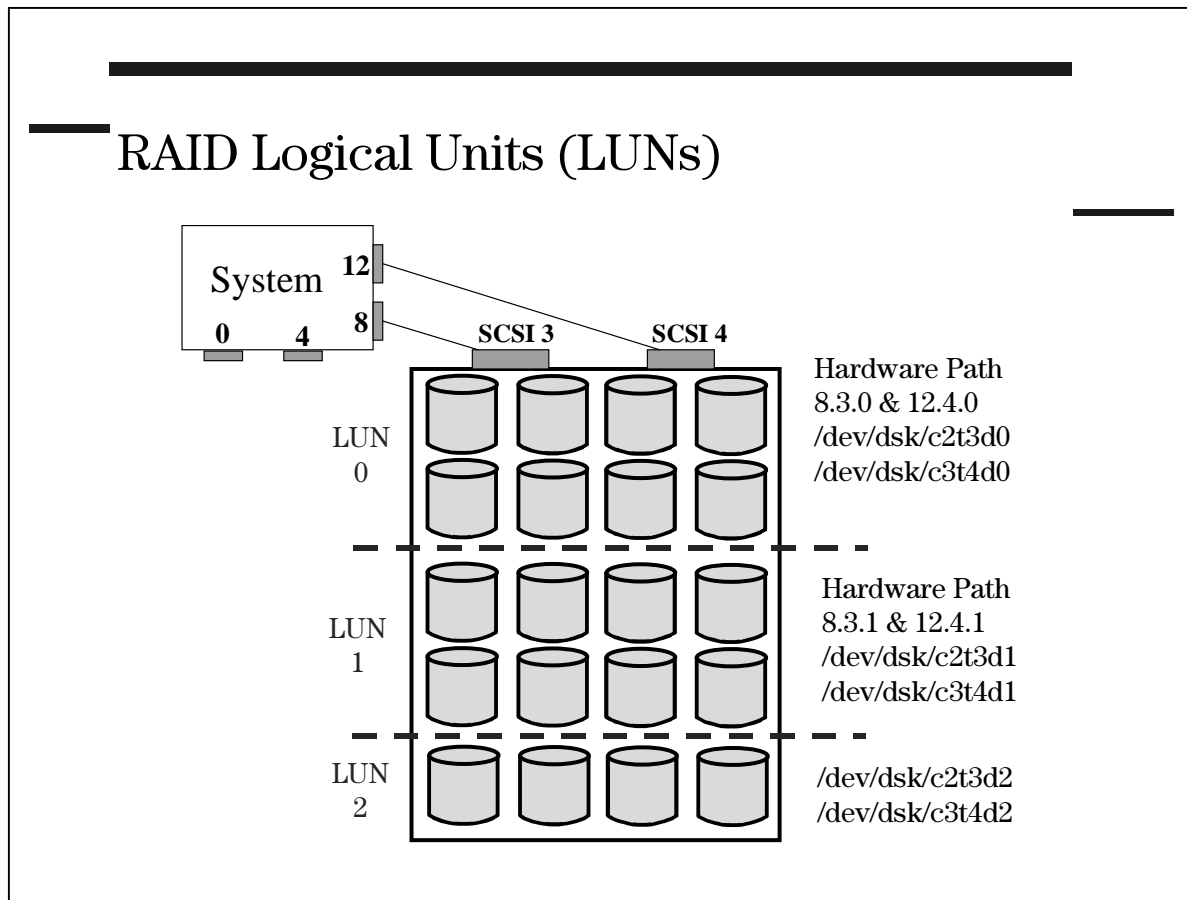 RAID Logical Units (LUNs)
System
12
8
0
4
SCSI 3
SCSI 4
LUN
0
Hardware Path
8.3.0 & 12.4.0
/dev/dsk/c2t3d0
/dev/dsk/c3t4d0
LUN
1
Hardware Path
8.3.1 & 12.4.1
/dev/dsk/c2t3d1
/dev/dsk/c3t4d1
LUN
2
/dev/dsk/c2t3d2
/dev/dsk/c3t4d2